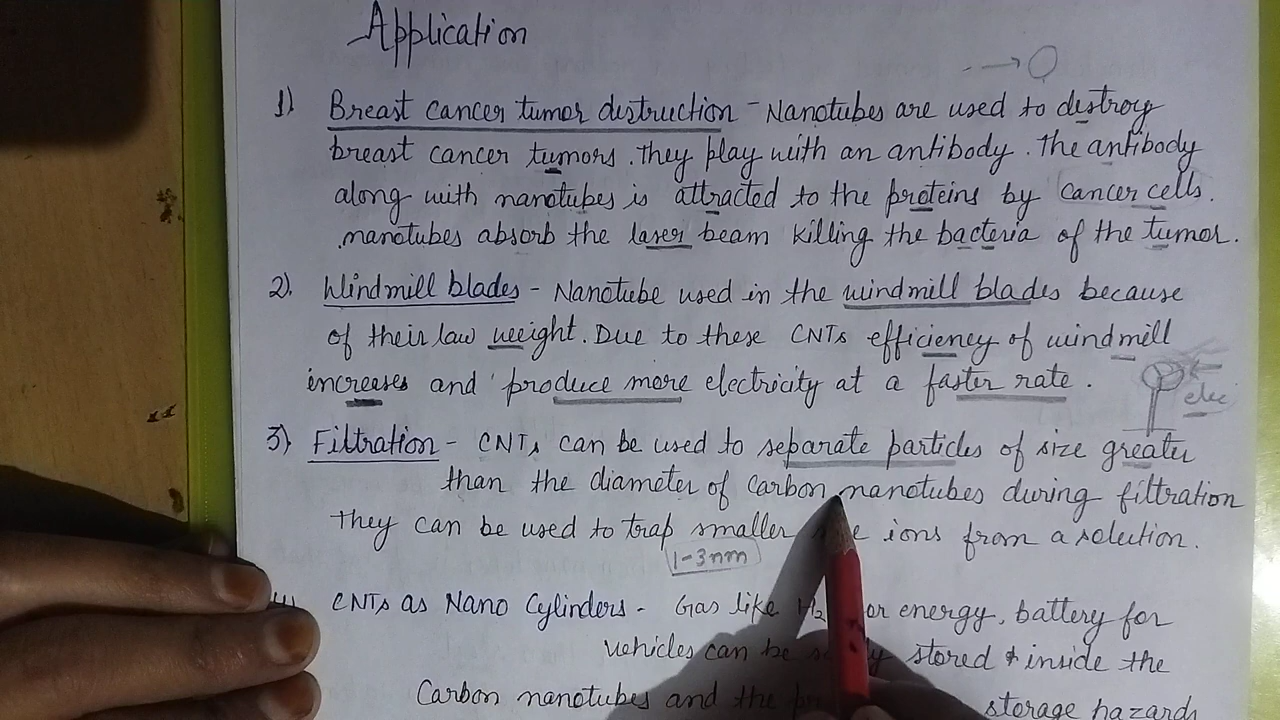 Application
1) Breast cancer tumor destruction - Nanotubes are used to destroy
breast cancer tumors. They play with an antibody. The antibody
along with nanotubes is attracted to the proteins by cancer cells.
nanotubes absorb the laser beam killing the bacteria of the tumor.
2). Windmill blades - Nanotube used in the windmill blades because
of their law weight. Due to these CNTs efficiency of windmill
increases and produce more electricity at a faster rate.
elec
3) Filtration - CNTs can be used to separate particles of size greater
than the diameter of carbon nanotubes during filtration
They can be used to trap smaller ions from a solution.
1-3nm
4) CNTs as Nano Cylinders - Gas like H2 or energy, battery for
vehicles can be stored & inside the
Carbon nanotubes and the storage hazards